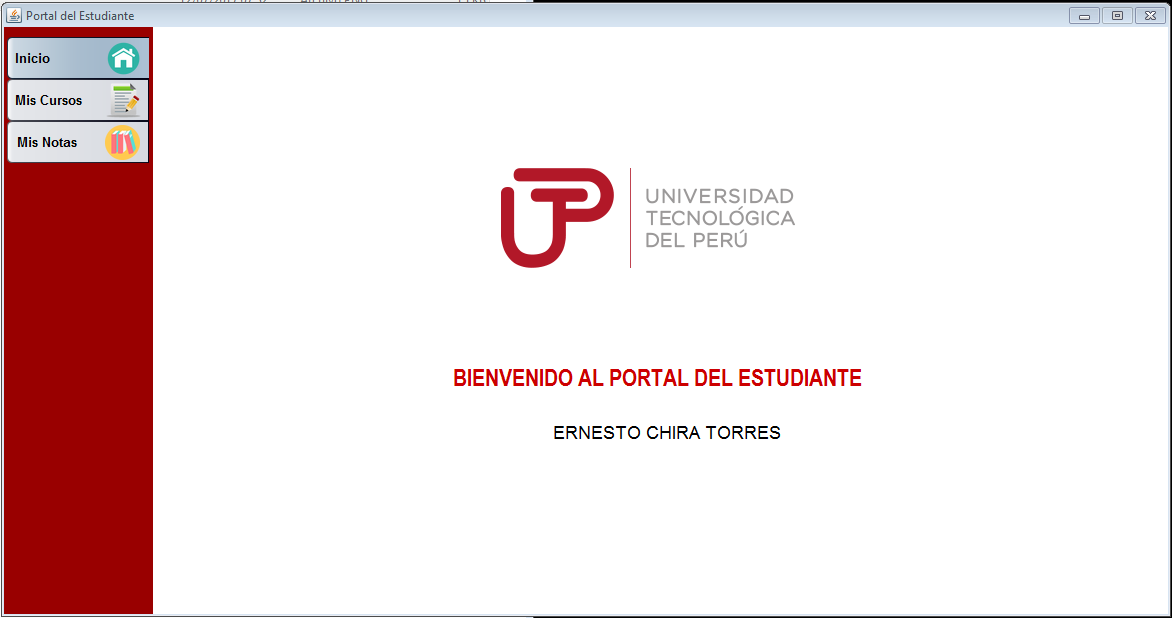 Portal del Estudiante
Inicio
Mis Cursos
Mis Notas
UTP
UNIVERSIDAD
TECNOLÓGICA
DEL PERÚ
BIENVENIDO AL PORTAL DEL ESTUDIANTE
ERNESTO CHIRA TORRES